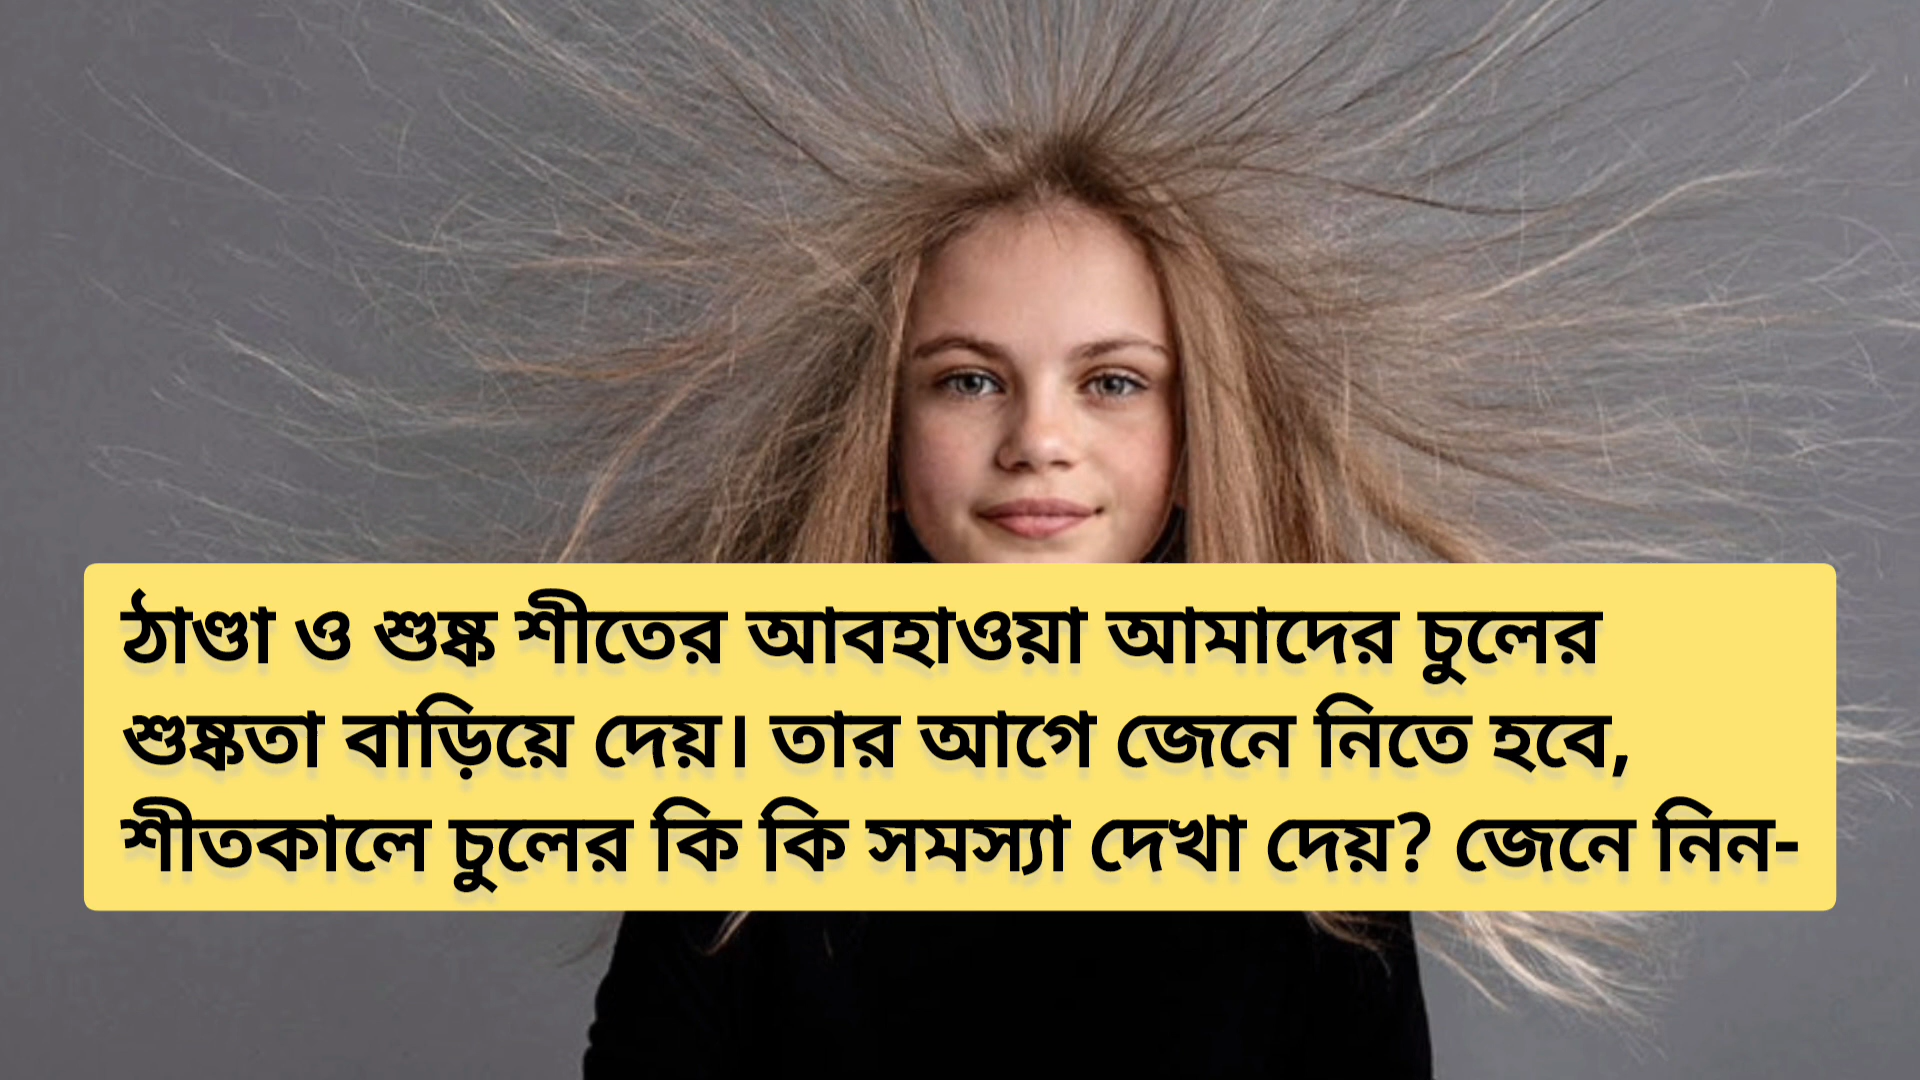 ঠাণ্ডা ও শুষ্ক শীতের আবহাওয়া আমাদের চুলের
শুষ্কতা বাড়িয়ে দেয়। তার আগে জেনে নিতে হবে,
শীতকালে চুলের কি কি সমস্যা দেখা দেয়? জেনে নিন-